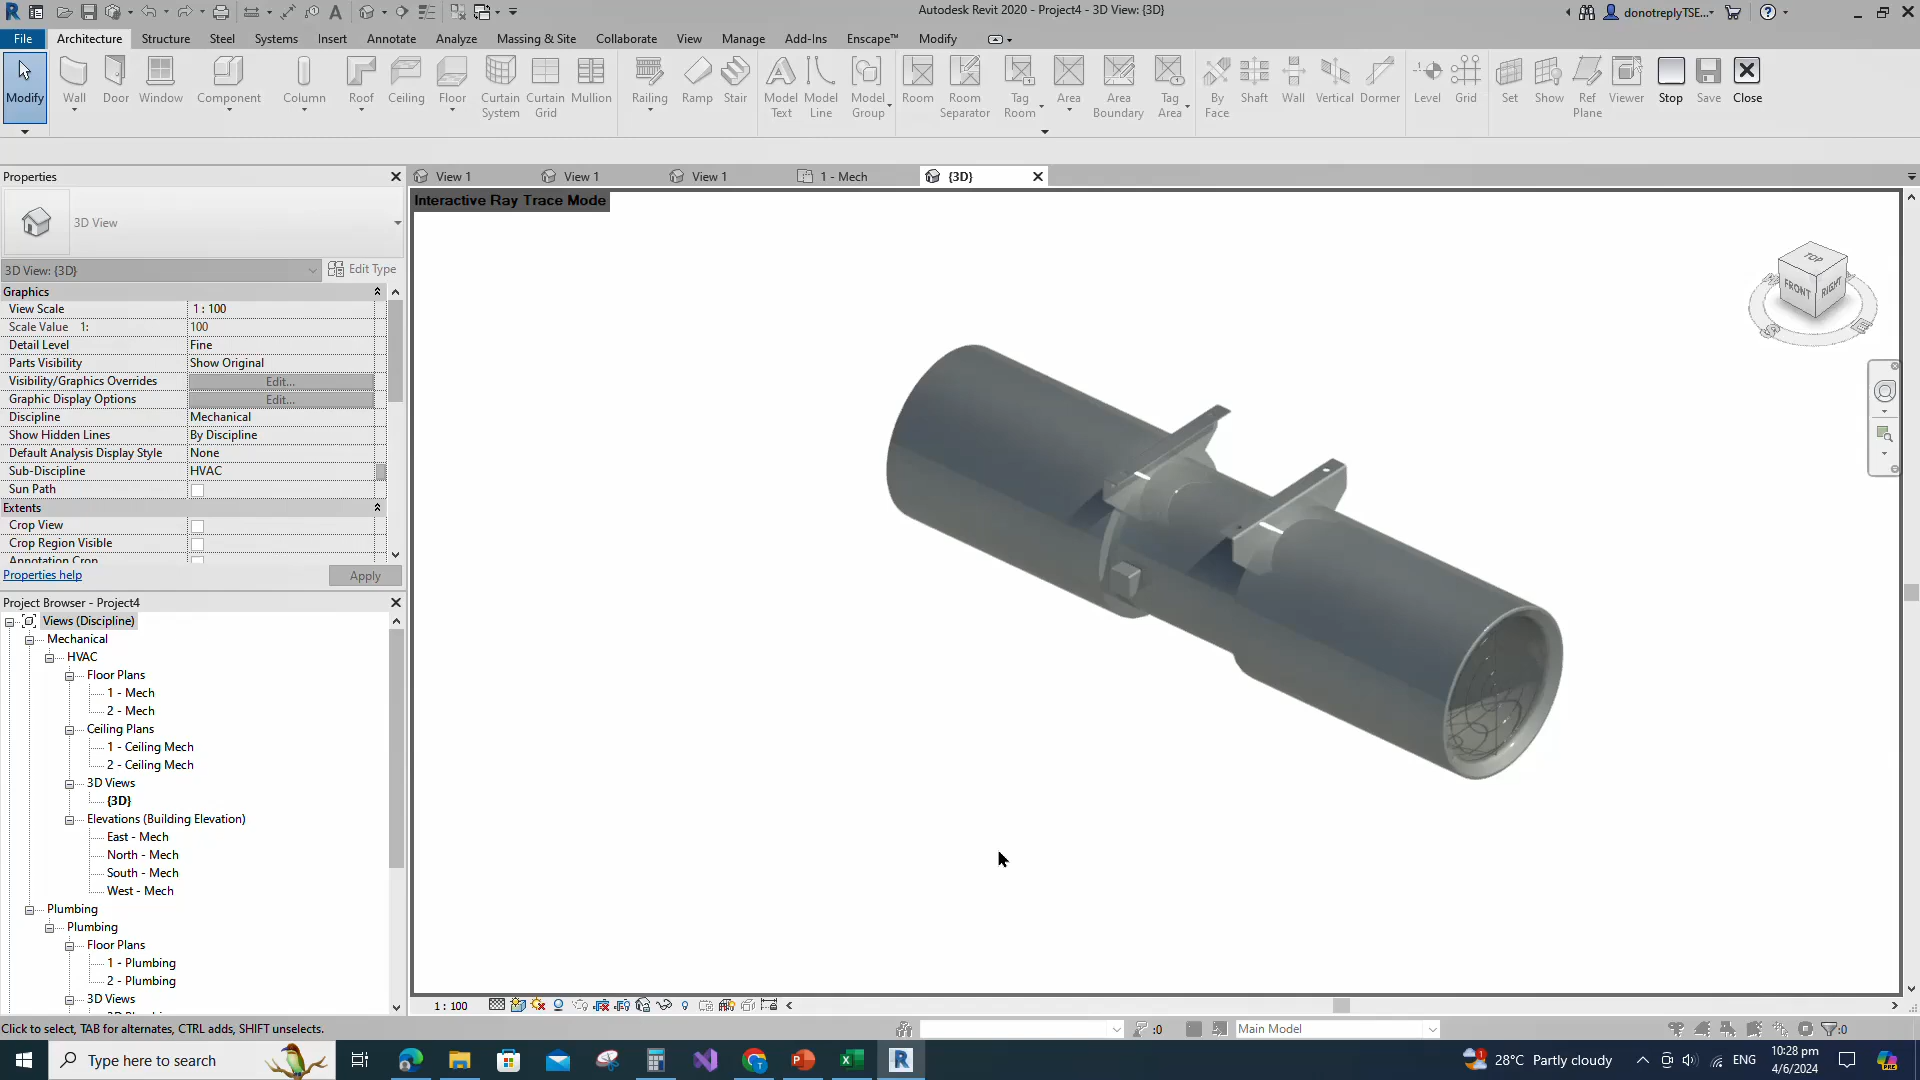 Autodesk Revit 2020 - Project4 - 3D View: {3D}
donotreplyTSE...
File Architecture Structure Steel Systems Insert Annotate Analyze Massing & Site Collaborate View Manage Add-Ins Enscape™ Modify
Modify Wall Door Window Component Column Roof Ceiling Floor Curtain System Curtain Grid Mullion Railing Ramp Stair Model Text Model Line Model Group Room Room Separator Tag Room Area Area Boundary Tag Area By Face Shaft Wall Vertical Dormer Level Grid Set Show Ref Plane Viewer Stop Save Close
Properties
View 1
View 1
View 1
1 - Mech
{3D}
Interactive Ray Trace Mode
TOP
FRONT
RIGHT
S
E
3D View
3D View: {3D}
Edit Type
Graphics
View Scale 1 : 100
Scale Value 1: 100
Detail Level Fine
Parts Visibility Show Original
Visibility/Graphics Overrides Edit...
Graphic Display Options Edit...
Discipline Mechanical
Show Hidden Lines By Discipline
Default Analysis Display Style None
Sub-Discipline HVAC
Sun Path
Extents
Crop View
Crop Region Visible
Annotation Crop
Properties help
Apply
Project Browser - Project4
Views (Discipline)
Mechanical
HVAC
Floor Plans
1 - Mech
2 - Mech
Ceiling Plans
1 - Ceiling Mech
2 - Ceiling Mech
3D Views
{3D}
Elevations (Building Elevation)
East - Mech
North - Mech
South - Mech
West - Mech
Plumbing
Plumbing
Floor Plans
1 - Plumbing
2 - Plumbing
3D Views
1 : 100
Click to select, TAB for alternates, CTRL adds, SHIFT unselects.
:0
Main Model
:0
Type here to search
28°C Partly cloudy
ENG
10:28 pm
4/6/2024